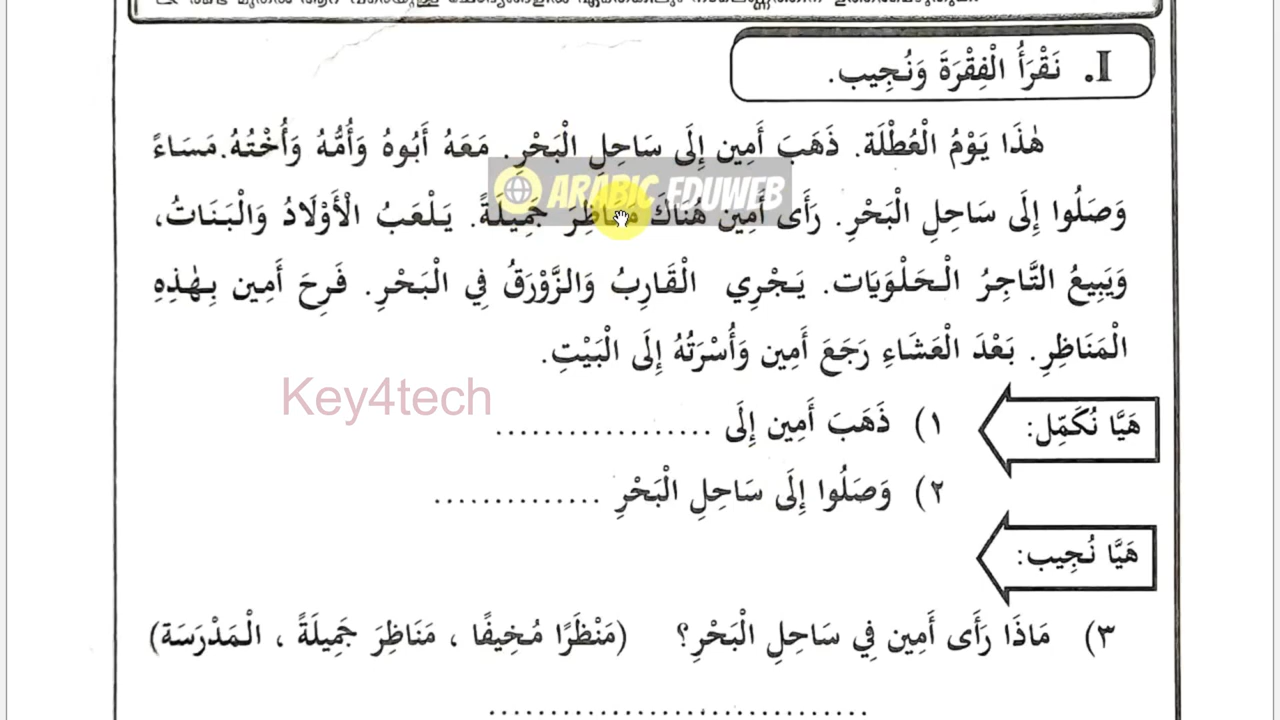 I. نَقْرَأُ الْفِقْرَةَ وَنُجِيب.
هٰذَا يَوْمُ الْعُطْلَة. ذَهَبَ أَمِين إِلَى سَاحِلِ الْبَحْرِ. مَعَهُ أَبُوهُ وَأُمُّهُ وَأُخْتُهُ.مَسَاءً
وَصَلُوا إِلَى سَاحِلِ الْبَحْرِ. رَأَى أَمِين هُنَاكَ مَنَاظِرَ جَمِيلَةً. يَلْعَبُ الْأَوْلَادُ وَالْبَنَاتُ،
وَيَبِيعُ التَّاجِرُ الْحَلْوَيَات. يَجْرِي الْقَارِبُ وَالزَّوْرَقُ فِي الْبَحْرِ. فَرِحَ أَمِين بِهٰذِهِ
الْمَنَاظِرِ. بَعْدَ الْعَشَاءِ رَجَعَ أَمِين وَأُسْرَتُهُ إِلَى الْبَيْتِ.
ARABIC EDUWEB
Key4tech
هَيَّا نُكَمِّل:
١) ذَهَبَ أَمِين إِلَى ..................
٢) وَصَلُوا إِلَى سَاحِلِ الْبَحْرِ ..............
هَيَّا نُجِيب:
٣) مَاذَا رَأَى أَمِين فِي سَاحِلِ الْبَحْرِ؟ (مَنْظَرًا مُخِيفًا ، مَنَاظِرَ جَمِيلَةً ، الْمَدْرَسَة)
................................